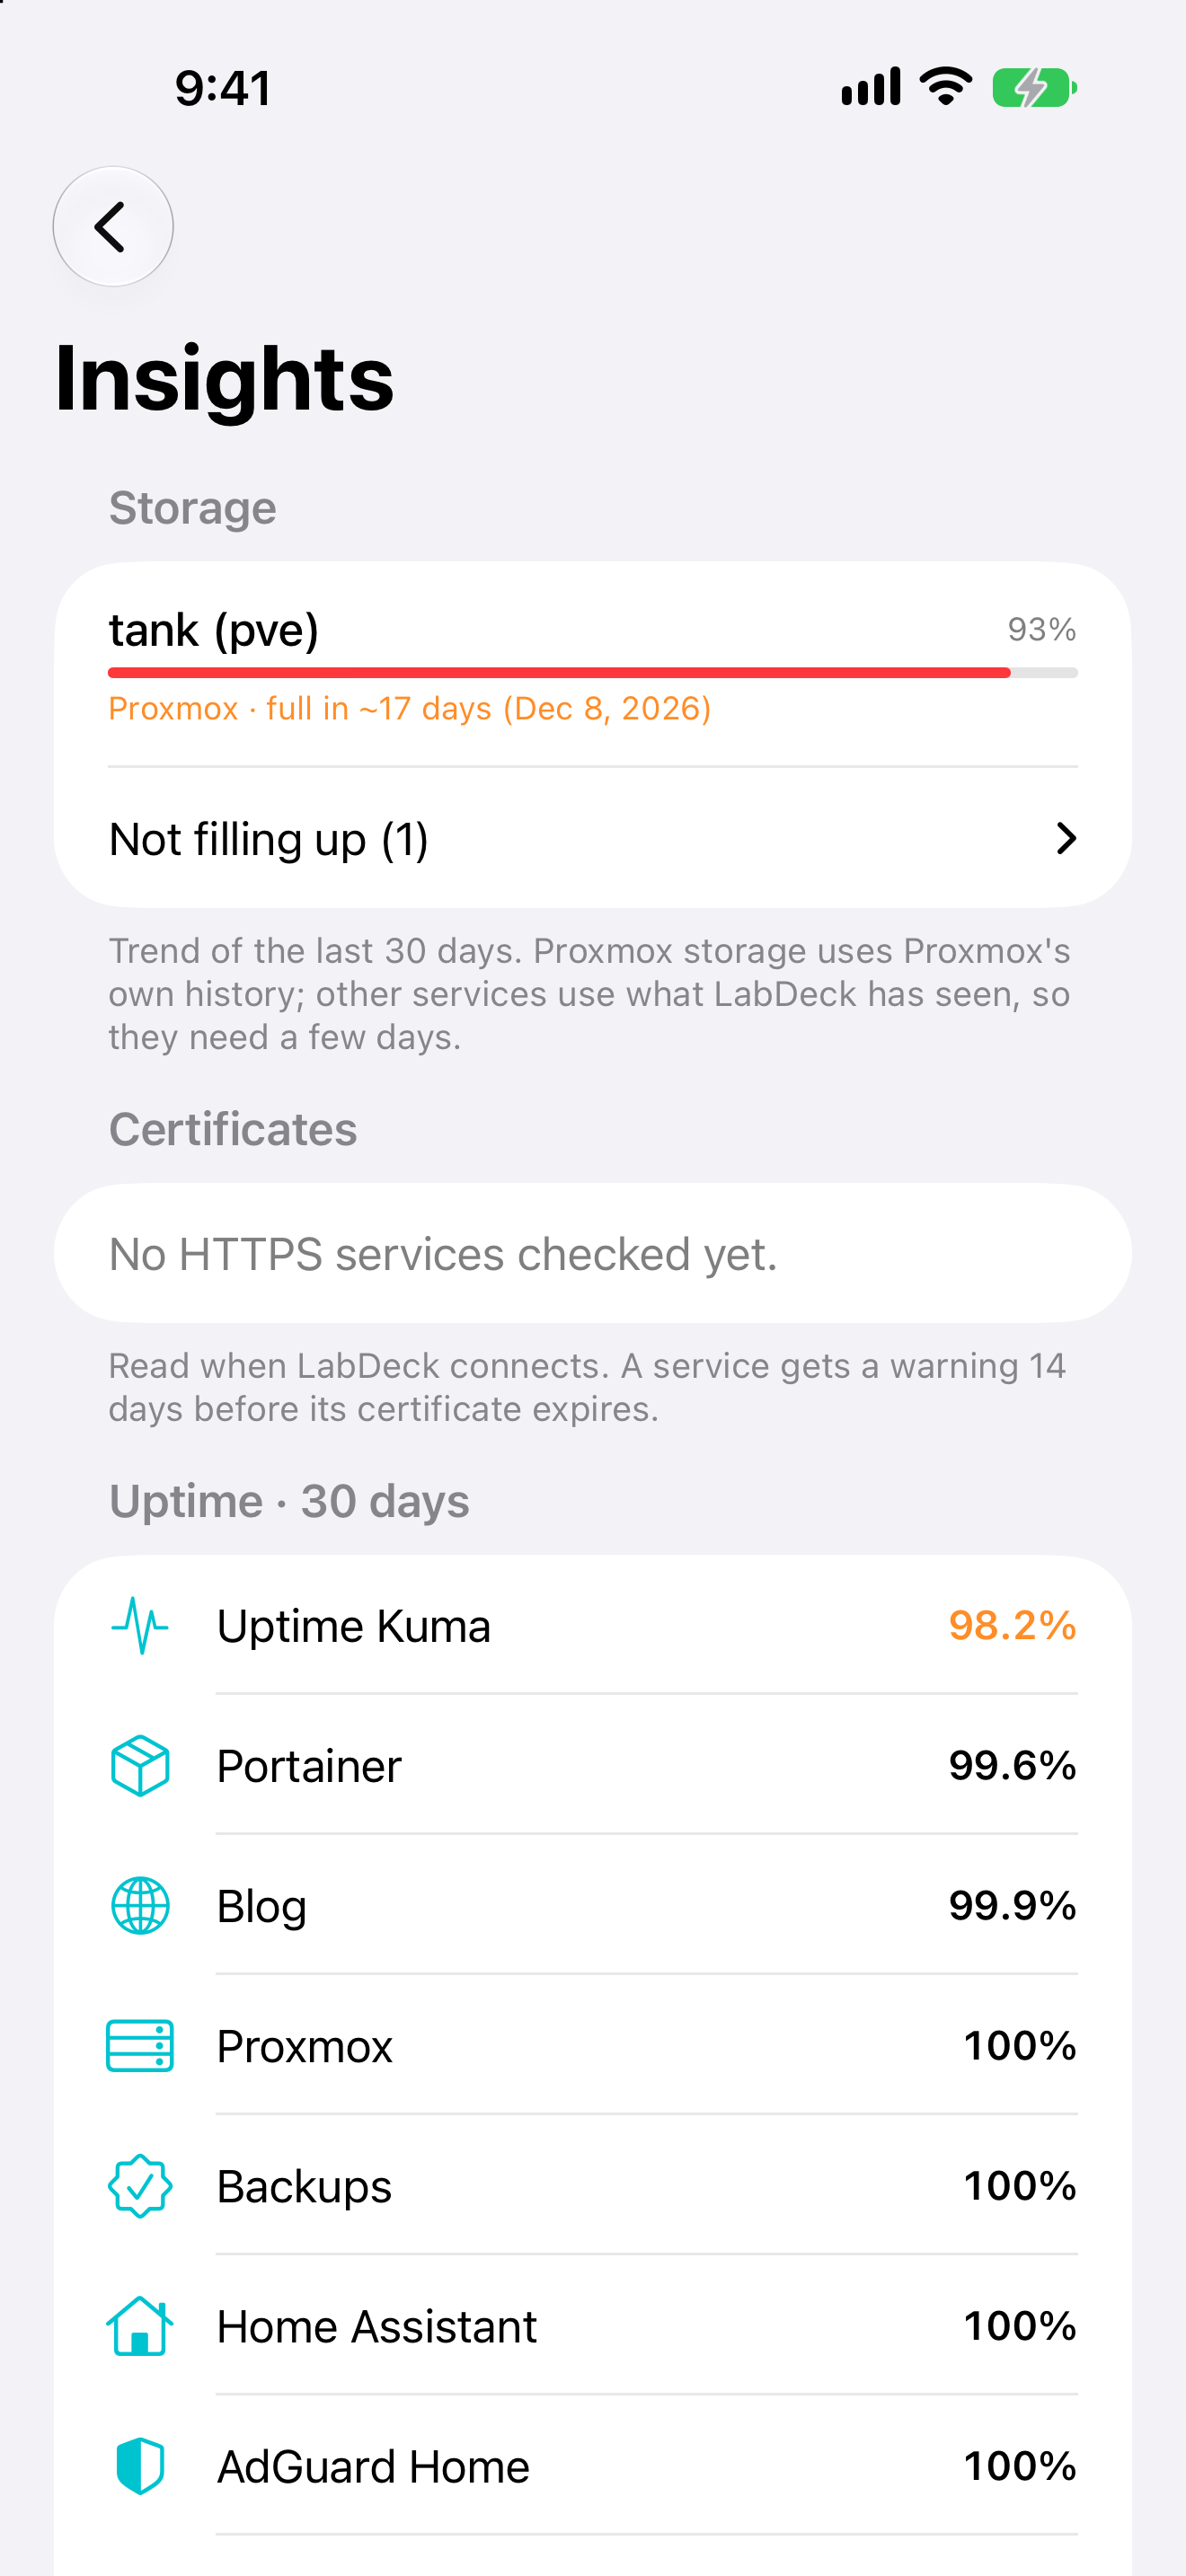 9:41
Insights
Storage
tank (pve)
93%
Proxmox · full in ~17 days (Dec 8, 2026)
Not filling up (1)
Trend of the last 30 days. Proxmox storage uses Proxmox's
own history; other services use what LabDeck has seen, so
they need a few days.
Certificates
No HTTPS services checked yet.
Read when LabDeck connects. A service gets a warning 14
days before its certificate expires.
Uptime · 30 days
Uptime Kuma
98.2%
Portainer
99.6%
Blog
99.9%
Proxmox
100%
Backups
100%
Home Assistant
100%
AdGuard Home
100%